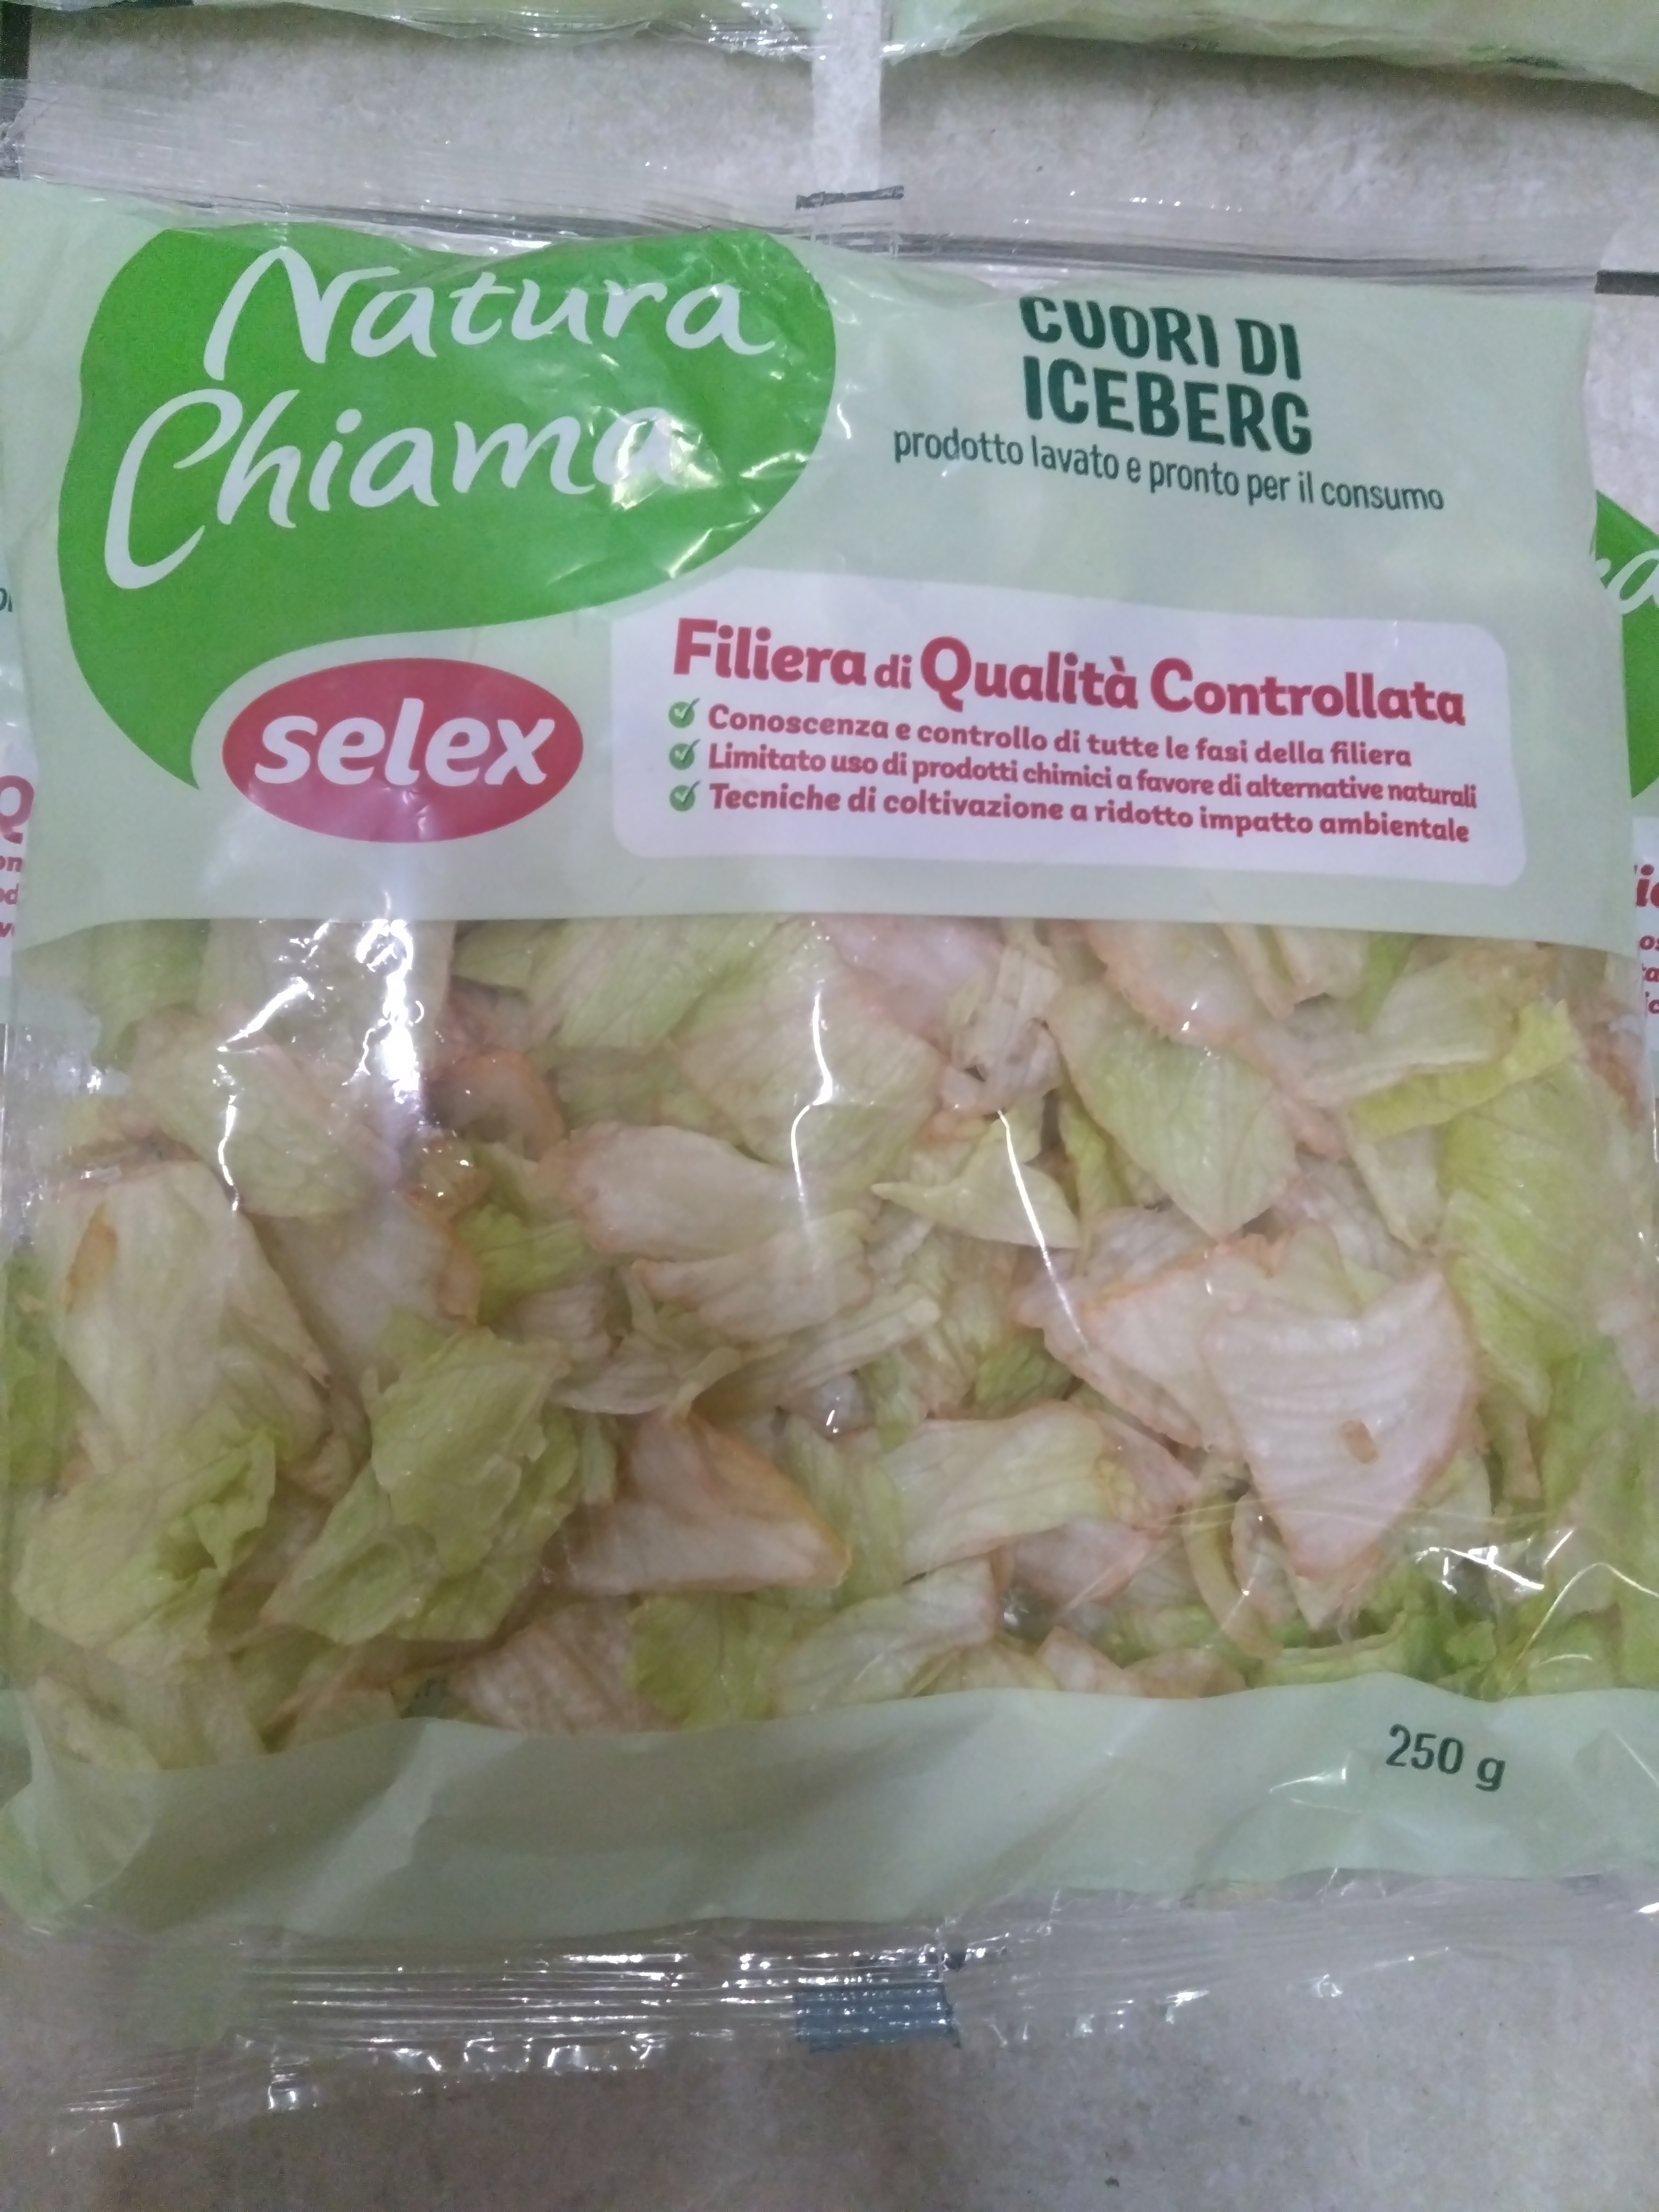 Natura
Chiama
selex
CUORI DI
ICEBERG
prodotto lavato e pronto per il consumo
Filiera di Qualità Controllata
Conoscenza e controllo di tutte le fasi della filiera
Limitato uso di prodotti chimici a favore di alternative naturali
Tecniche di coltivazione a ridotto impatto ambientale
250 g